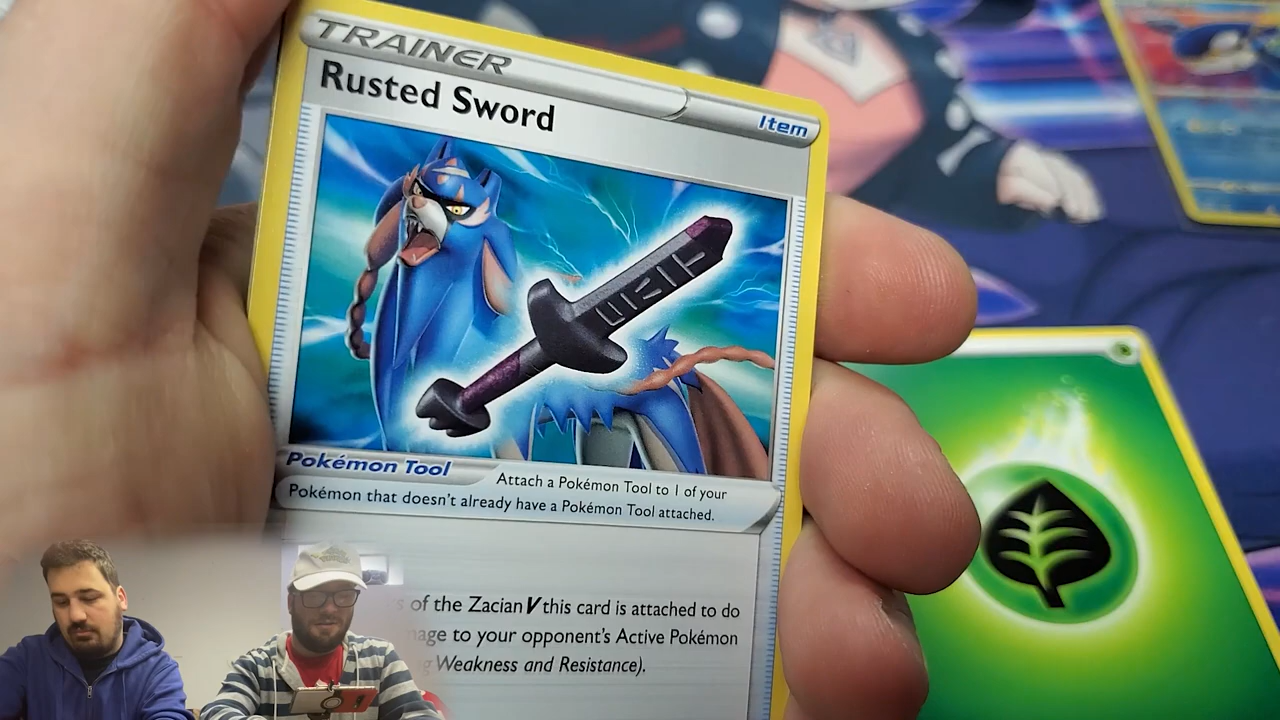 TRAINER
Rusted Sword
Item
Pokémon Tool
Attach a Pokémon Tool to 1 of your
Pokémon that doesn't already have a Pokémon Tool attached.
of the Zacian V this card is attached to do
to your opponent's Active Pokémon
Weakness and Resistance).